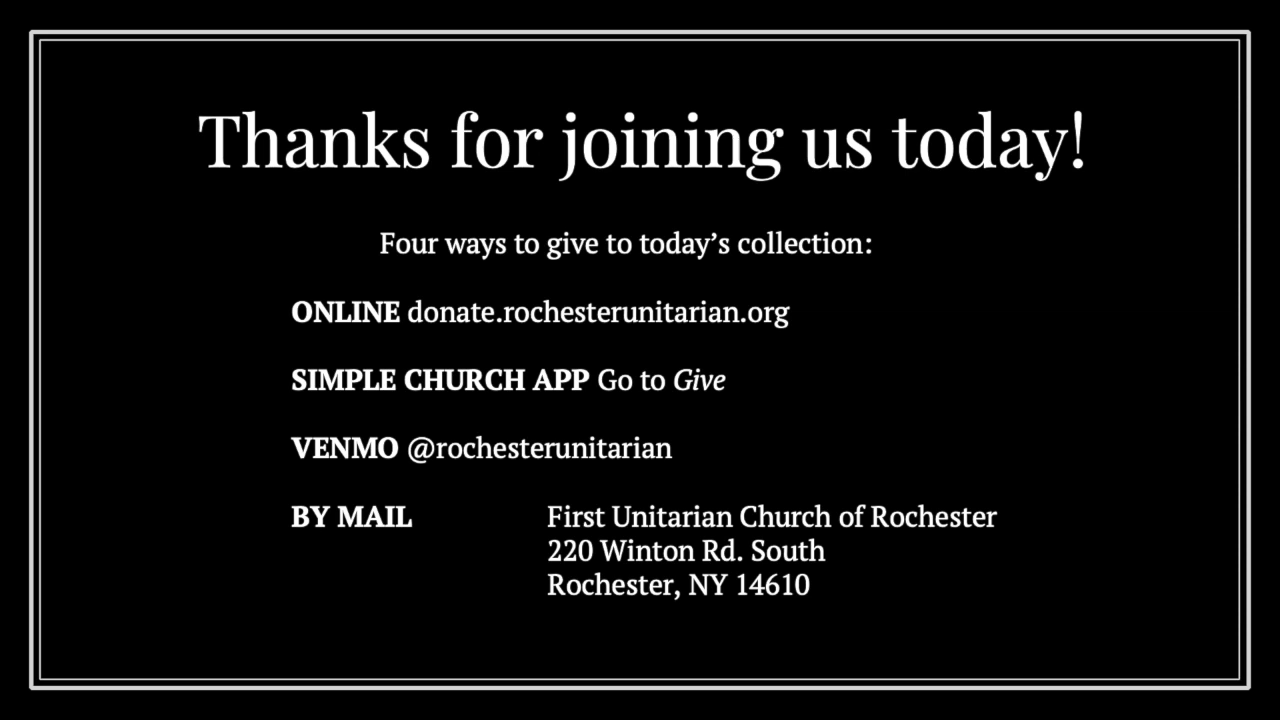 Thanks for joining us today!
Four ways to give to today’s collection:
ONLINE donate.rochesterunitarian.org
SIMPLE CHURCH APP Go to Give
VENMO @rochesterunitarian
BY MAIL First Unitarian Church of Rochester
220 Winton Rd. South
Rochester, NY 14610